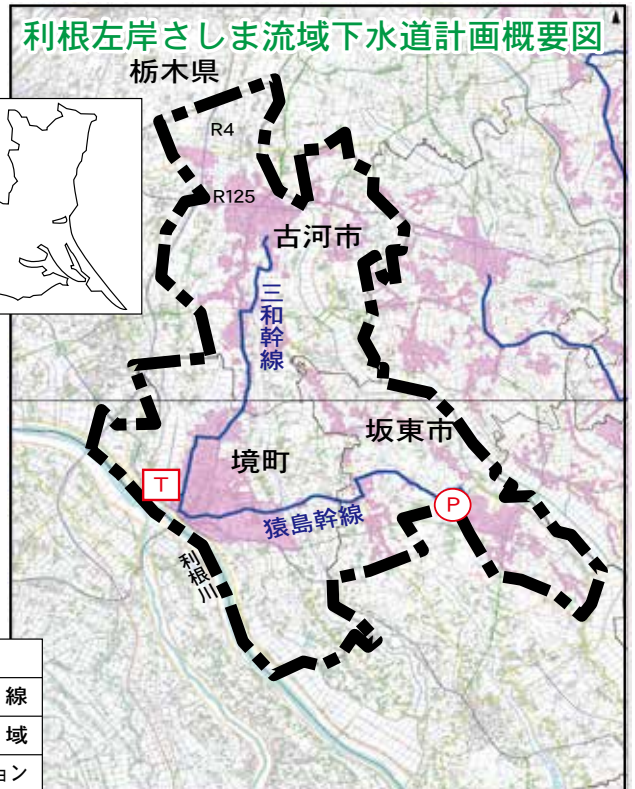 利根左岸さしま流域下水道計画概要図
栃木県
R4
R125
古河市
三和幹線
坂東市
境町
T
P
猿島幹線
利根川
線
域
ョン